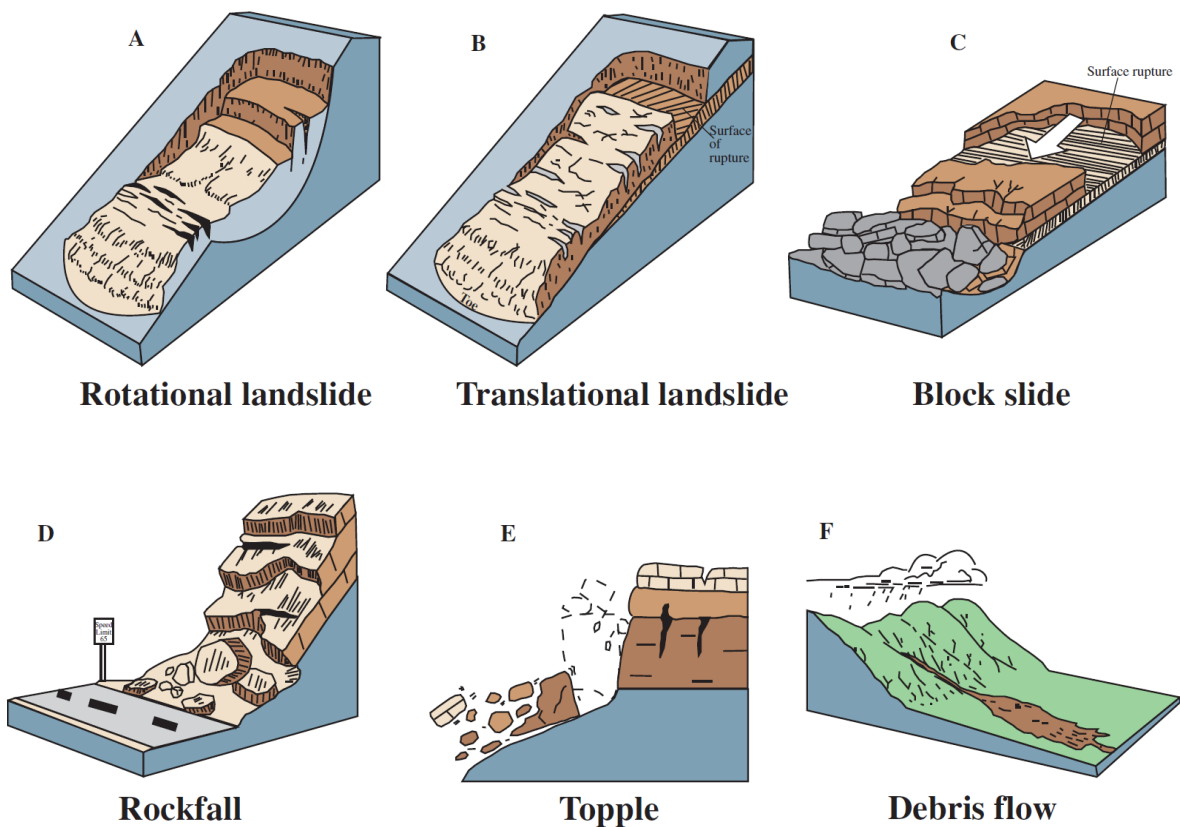 A
B
C
Surface rupture
Surface
of
rupture
Toe
Rotational landslide
Translational landslide
Block slide
D
E
F
Speed
Limit
65
Rockfall
Topple
Debris flow